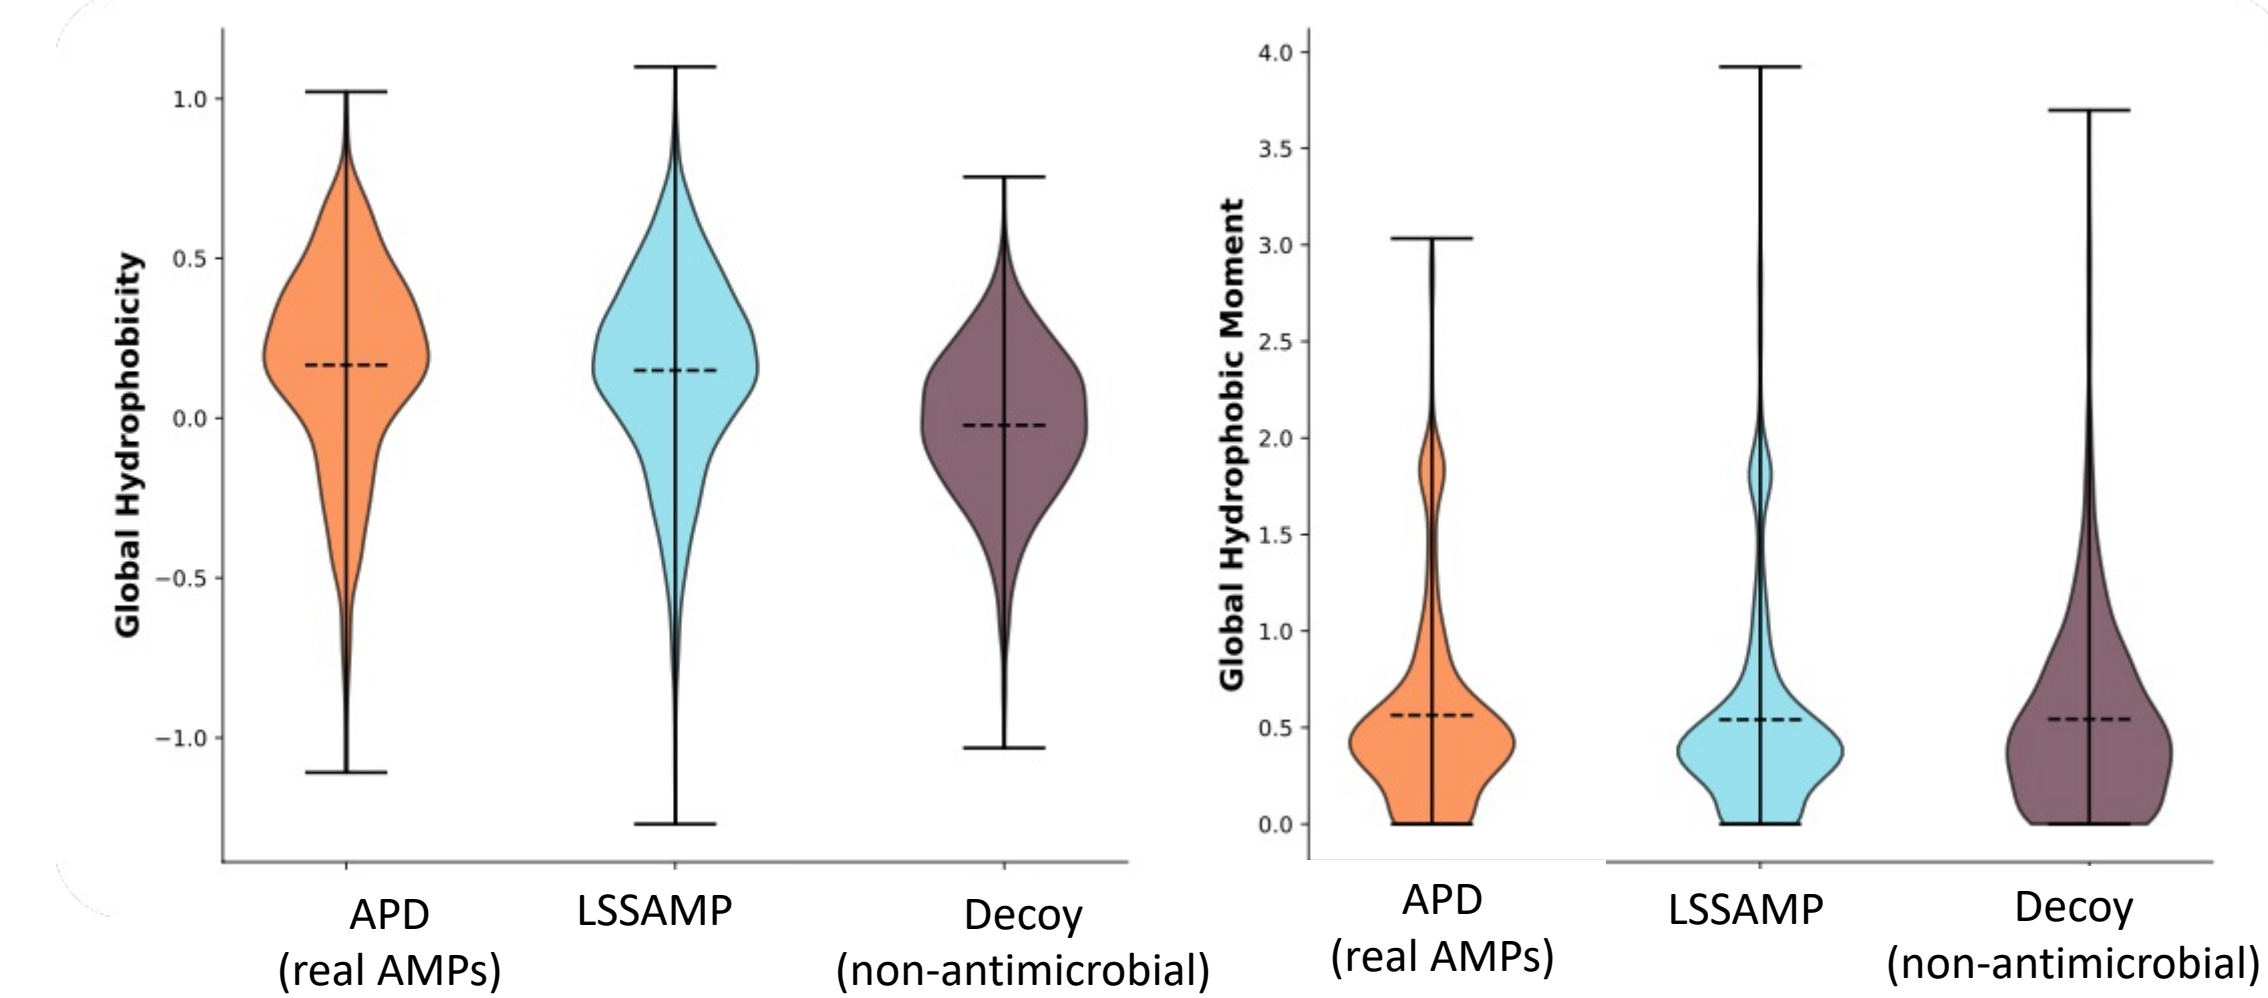 Global Hydrophobicity
1.0
0.5
0.0
−0.5
−1.0
APD
(real AMPs)
LSSAMP
Decoy
(non-antimicrobial)
Global Hydrophobic Moment
4.0
3.5
3.0
2.5
2.0
1.5
1.0
0.5
0.0
APD
(real AMPs)
LSSAMP
Decoy
(non-antimicrobial)